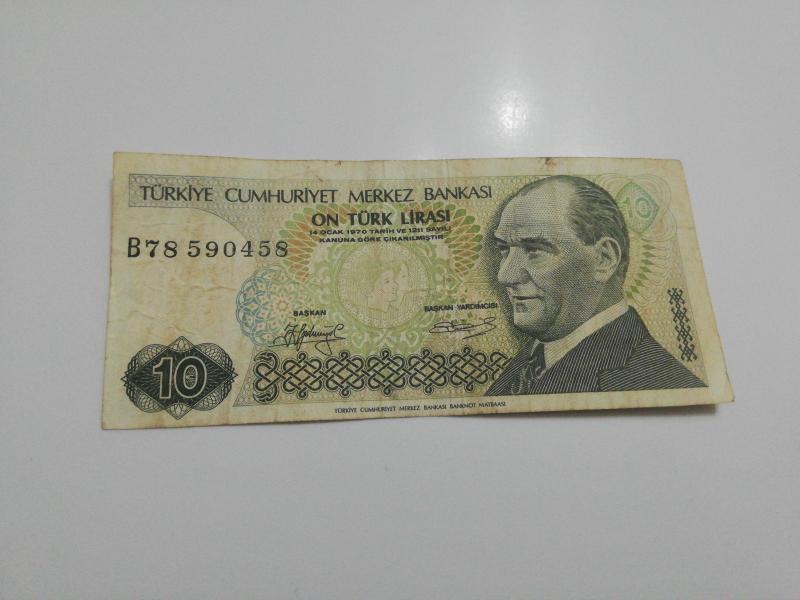 TÜRKİYE CUMHURİYET MERKEZ BANKASI
ON TÜRK LİRASI
14 OCAK 1970 TARİH VE 1211 SAYILI
KANUNA GÖRE ÇIKARILMIŞTIR
10
B78 590458
BAŞKAN
BAŞKAN YARDIMCISI
10
TÜRKİYE CUMHURİYET MERKEZ BANKASI BANKNOT MATBAASI